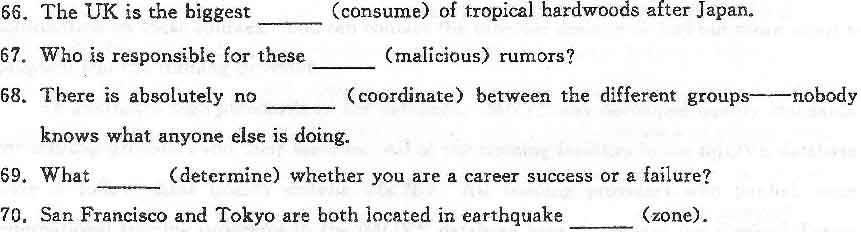 66. The UK is the biggest ______ (consume) of tropical hardwoods after Japan.
67. Who is responsible for these ______ (malicious) rumors?
68. There is absolutely no ______ (coordinate) between the different groups——nobody
knows what anyone else is doing.
69. What ______ (determine) whether you are a career success or a failure?
70. San Francisco and Tokyo are both located in earthquake ______ (zone).